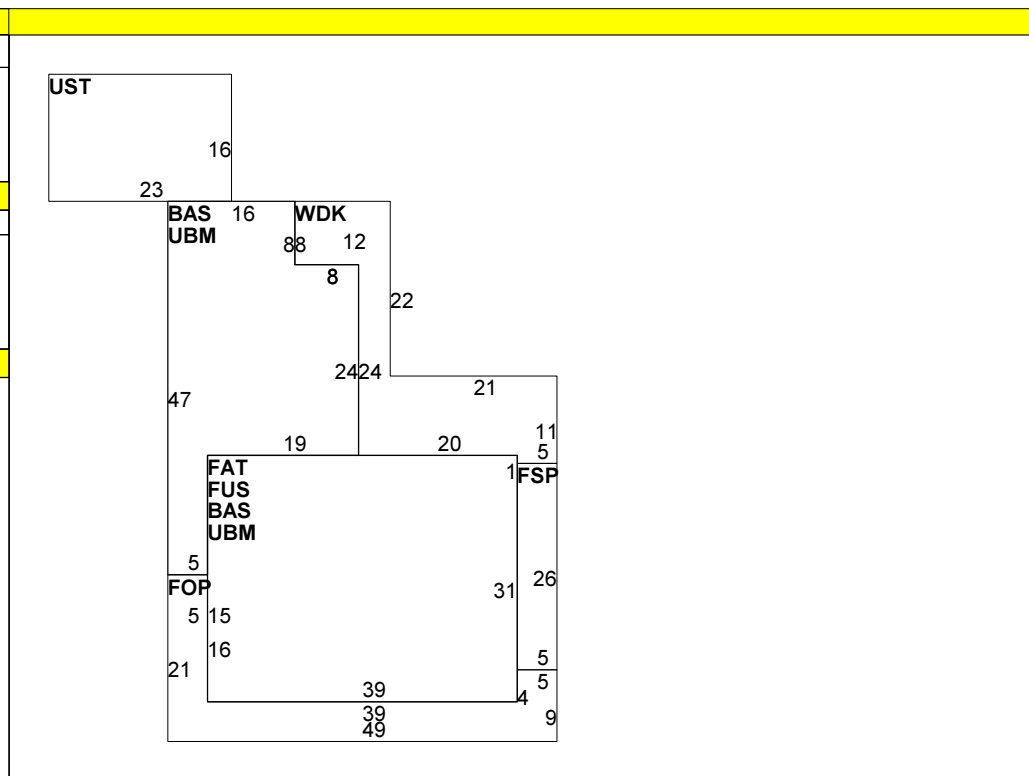 UST
16
23
BAS 16 WDK
UBM
88 12
8
22
2424
21
47
11
19 20 5
FAT 1 FSP
FUS
BAS
UBM
5
FOP 26
31
5 15
16
21 5
39 5
39 4
49 9